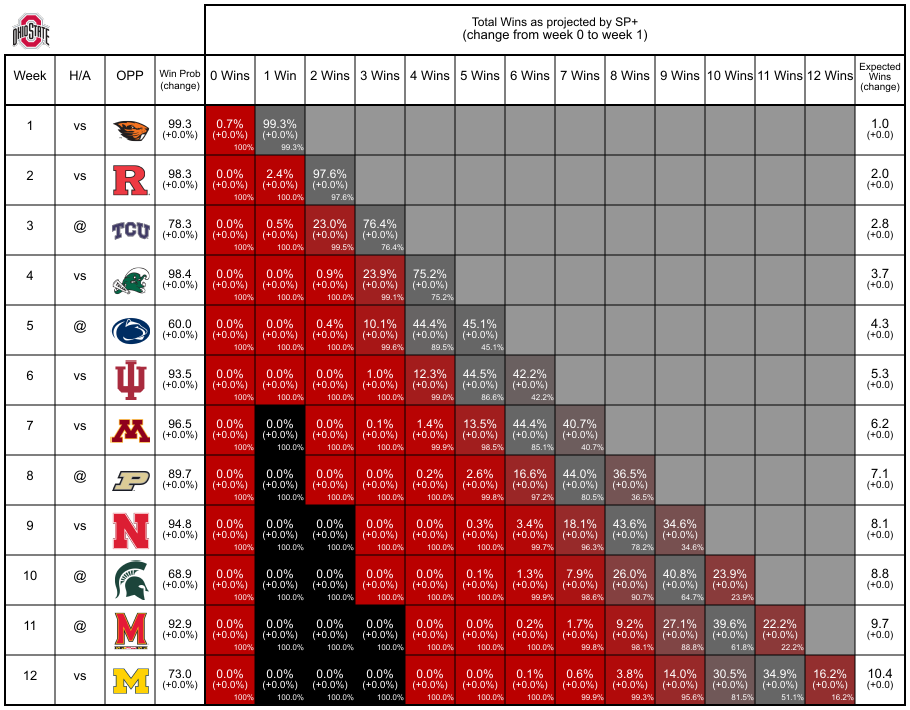 OHIO STATE
Total Wins as projected by SP+
(change from week 0 to week 1)
Week H/A OPP Win Prob (change) 0 Wins 1 Win 2 Wins 3 Wins 4 Wins 5 Wins 6 Wins 7 Wins 8 Wins 9 Wins 10 Wins 11 Wins 12 Wins Expected Wins (change)
1 vs 99.3 0.7% 99.3% 1.0
(+0.0%) (+0.0%) (+0.0%) (+0.0)
100% 99.3%
2 vs R 98.3 0.0% 2.4% 97.6% 2.0
(+0.0%) (+0.0%) (+0.0%) (+0.0%) (+0.0)
100% 100.0% 97.6%
3 @ TCU 78.3 0.0% 0.5% 23.0% 76.4% 2.8
(+0.0%) (+0.0%) (+0.0%) (+0.0%) (+0.0%) (+0.0)
100% 100.0% 99.5% 76.4%
4 vs 98.4 0.0% 0.0% 0.9% 23.9% 75.2% 3.7
(+0.0%) (+0.0%) (+0.0%) (+0.0%) (+0.0%) (+0.0%) (+0.0)
100% 100.0% 100.0% 99.1% 75.2%
5 @ 60.0 0.0% 0.0% 0.4% 10.1% 44.4% 45.1% 4.3
(+0.0%) (+0.0%) (+0.0%) (+0.0%) (+0.0%) (+0.0%) (+0.0%) (+0.0)
100% 100.0% 100.0% 99.6% 89.5% 45.1%
6 vs 93.5 0.0% 0.0% 0.0% 1.0% 12.3% 44.5% 42.2% 5.3
(+0.0%) (+0.0%) (+0.0%) (+0.0%) (+0.0%) (+0.0%) (+0.0%) (+0.0%) (+0.0)
100% 100.0% 100.0% 100.0% 99.0% 86.6% 42.2%
7 vs M 96.5 0.0% 0.0% 0.0% 0.1% 1.4% 13.5% 44.4% 40.7% 6.2
(+0.0%) (+0.0%) (+0.0%) (+0.0%) (+0.0%) (+0.0%) (+0.0%) (+0.0%) (+0.0%) (+0.0)
100% 100.0% 100.0% 100.0% 99.9% 98.5% 85.1% 40.7%
8 @ P 89.7 0.0% 0.0% 0.0% 0.0% 0.2% 2.6% 16.6% 44.0% 36.5% 7.1
(+0.0%) (+0.0%) (+0.0%) (+0.0%) (+0.0%) (+0.0%) (+0.0%) (+0.0%) (+0.0%) (+0.0%) (+0.0)
100% 100.0% 100.0% 100.0% 100.0% 99.8% 97.2% 80.5% 36.5%
9 vs N 94.8 0.0% 0.0% 0.0% 0.0% 0.0% 0.3% 3.4% 18.1% 43.6% 34.6% 8.1
(+0.0%) (+0.0%) (+0.0%) (+0.0%) (+0.0%) (+0.0%) (+0.0%) (+0.0%) (+0.0%) (+0.0%) (+0.0%) (+0.0)
100% 100.0% 100.0% 100.0% 100.0% 100.0% 99.7% 96.3% 78.2% 34.6%
10 @ 68.9 0.0% 0.0% 0.0% 0.0% 0.0% 0.1% 1.3% 7.9% 26.0% 40.8% 23.9% 8.8
(+0.0%) (+0.0%) (+0.0%) (+0.0%) (+0.0%) (+0.0%) (+0.0%) (+0.0%) (+0.0%) (+0.0%) (+0.0%) (+0.0%) (+0.0)
100% 100.0% 100.0% 100.0% 100.0% 100.0% 99.9% 98.6% 90.7% 64.7% 23.9%
11 @ M 92.9 0.0% 0.0% 0.0% 0.0% 0.0% 0.0% 0.2% 1.7% 9.2% 27.1% 39.6% 22.2% 9.7
(+0.0%) (+0.0%) (+0.0%) (+0.0%) (+0.0%) (+0.0%) (+0.0%) (+0.0%) (+0.0%) (+0.0%) (+0.0%) (+0.0%) (+0.0%) (+0.0)
100% 100.0% 100.0% 100.0% 100.0% 100.0% 100.0% 99.8% 98.1% 88.8% 61.8% 22.2%
12 vs M 73.0 0.0% 0.0% 0.0% 0.0% 0.0% 0.0% 0.1% 0.6% 3.8% 14.0% 30.5% 34.9% 16.2% 10.4
(+0.0%) (+0.0%) (+0.0%) (+0.0%) (+0.0%) (+0.0%) (+0.0%) (+0.0%) (+0.0%) (+0.0%) (+0.0%) (+0.0%) (+0.0%) (+0.0%) (+0.0)
100% 100.0% 100.0% 100.0% 100.0% 100.0% 100.0% 99.9% 99.3% 95.6% 81.5% 51.1% 16.2%